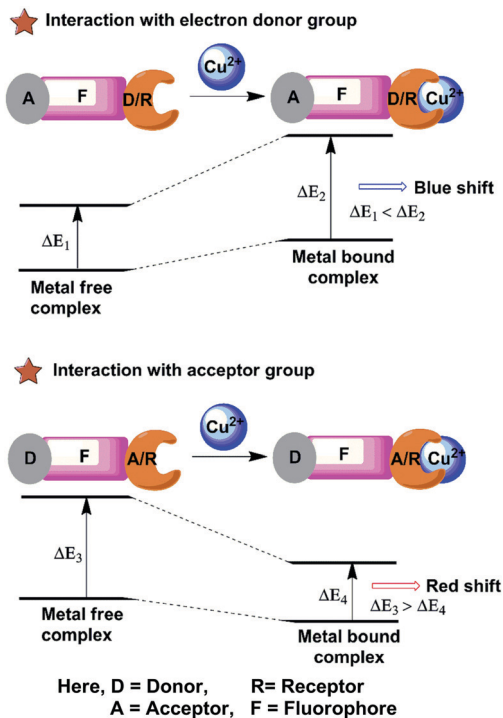 Interaction with electron donor group
Cu²⁺
A F D/R
A F D/R Cu²⁺
ΔE₁
ΔE₂
Blue shift
ΔE₁ < ΔE₂
Metal free
complex
Metal bound
complex
Interaction with acceptor group
Cu²⁺
D F A/R
D F A/R Cu²⁺
ΔE₃
ΔE₄
Red shift
ΔE₃ > ΔE₄
Metal free
complex
Metal bound
complex
Here, D = Donor, R= Receptor
A = Acceptor, F = Fluorophore